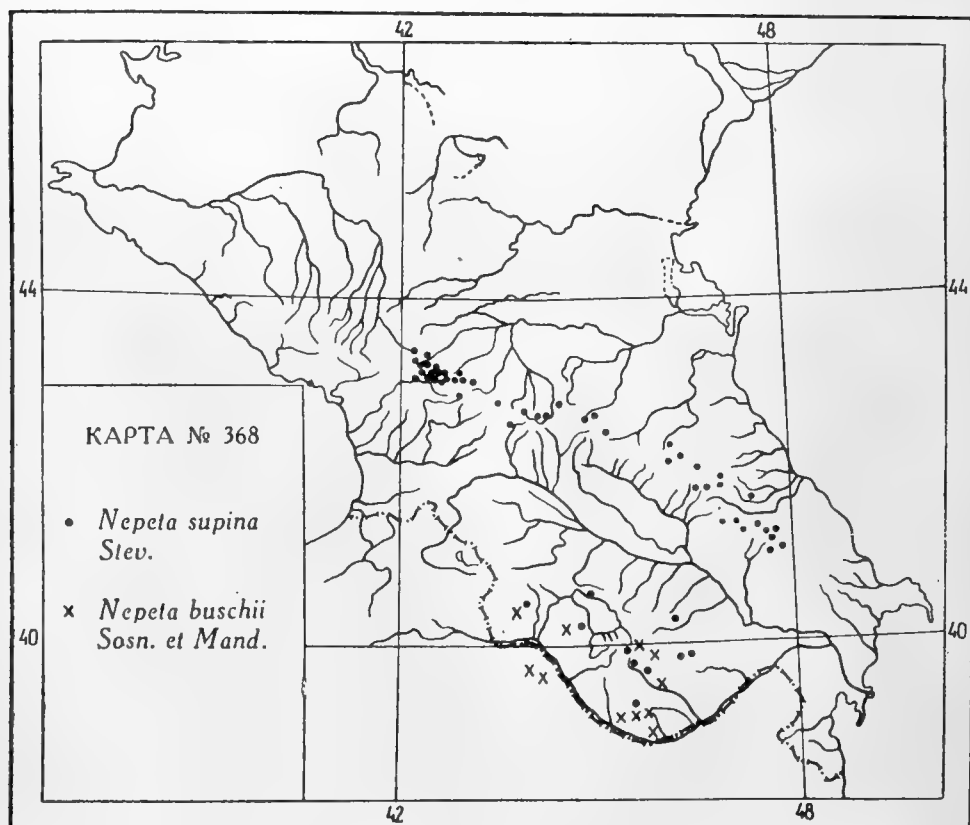 42 48
44 44
КАРТА № 368
• Nepeta supina
Stev.
x Nepeta buschii
Sosn. et Mand.
40 40
42 48